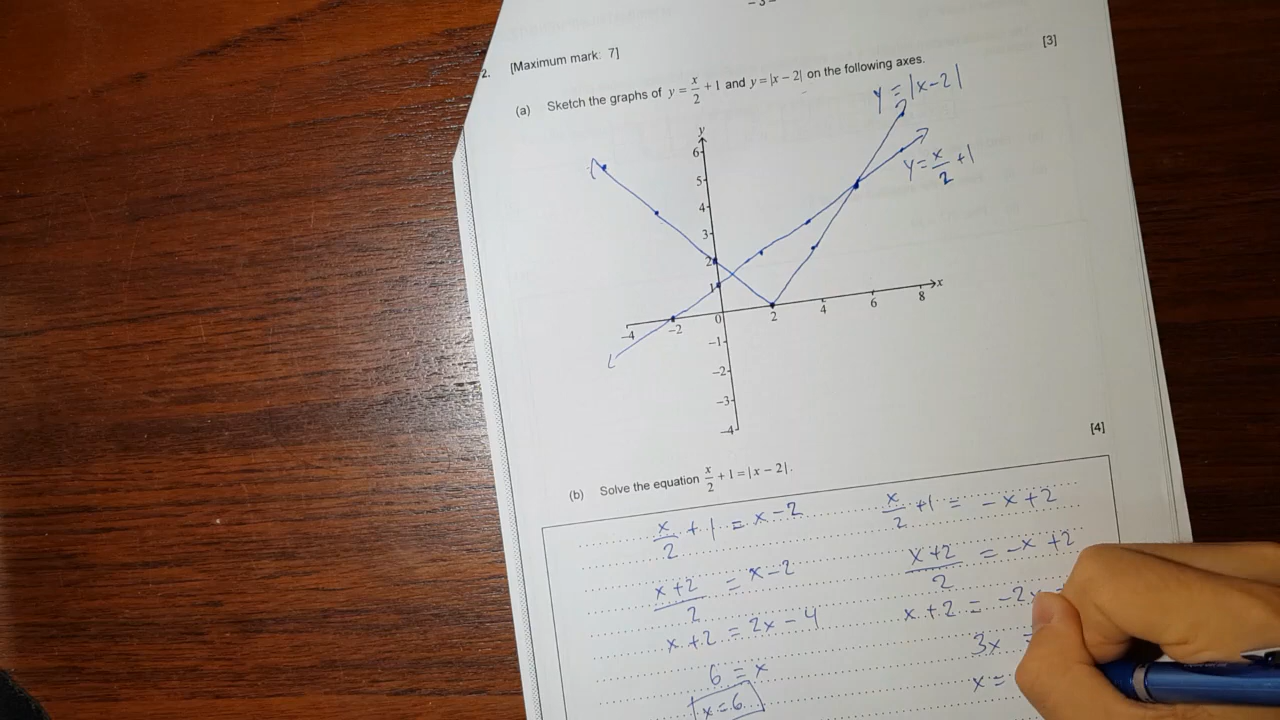 - 3 -
2. [Maximum mark: 7]
(a) Sketch the graphs of y = x/2 + 1 and y = |x − 2| on the following axes. [3]
y = |x-2|
y = x/2 + 1
y
6
5
4
3
2
1
-4 -2 0 2 4 6 8 x
-1
-2
-3
-4
[4]
(b) Solve the equation x/2 + 1 = |x − 2|.
x/2 + 1 = x-2
x/2 + 1 = -x+2
(x+2)/2 = x-2
(x+2)/2 = -x+2
x+2 = 2x-4
x+2 = -2x
6 = x
3x =
x=6
x =